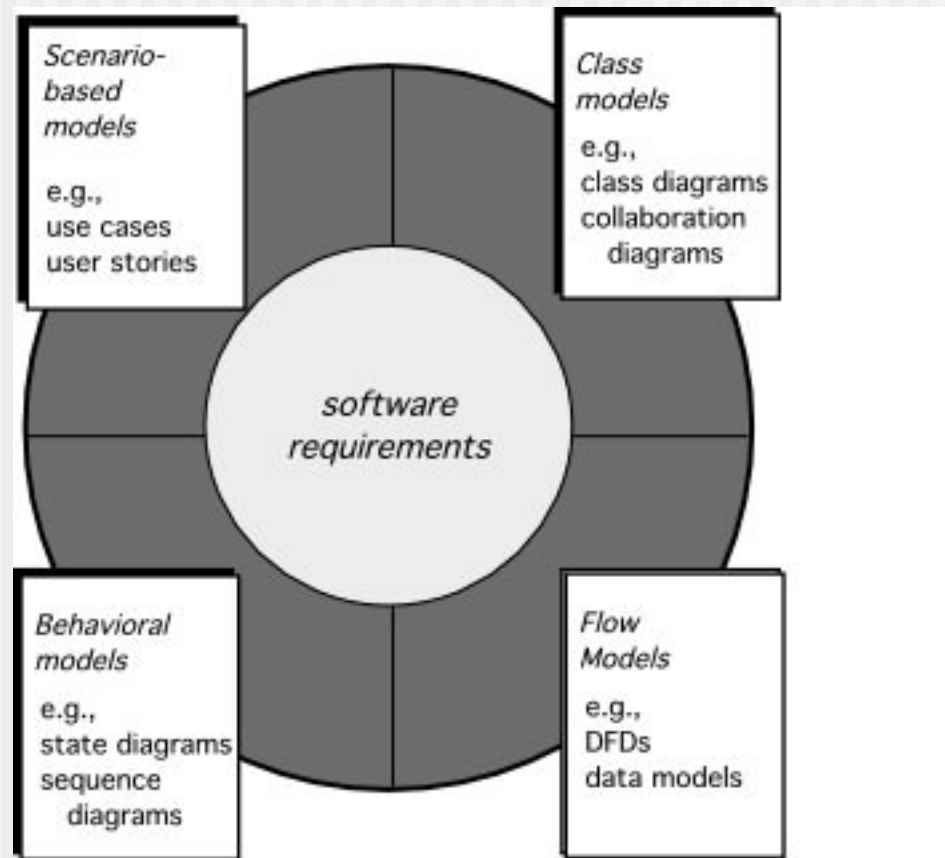 Scenario-
based
models
e.g.,
use cases
user stories
Class
models
e.g.,
class diagrams
collaboration
diagrams
software
requirements
Behavioral
models
e.g.,
state diagrams
sequence
diagrams
Flow
Models
e.g.,
DFDs
data models